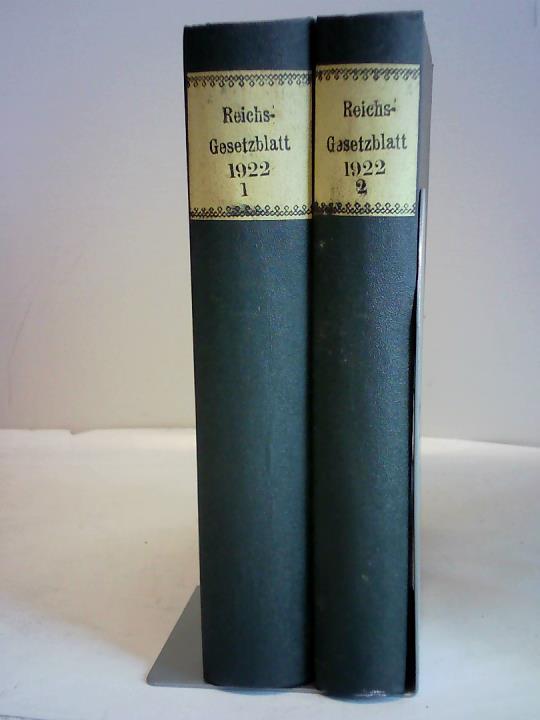 Reichs-
Gesetzblatt
1922
1
Reichs-
Gesetzblatt
1922
2